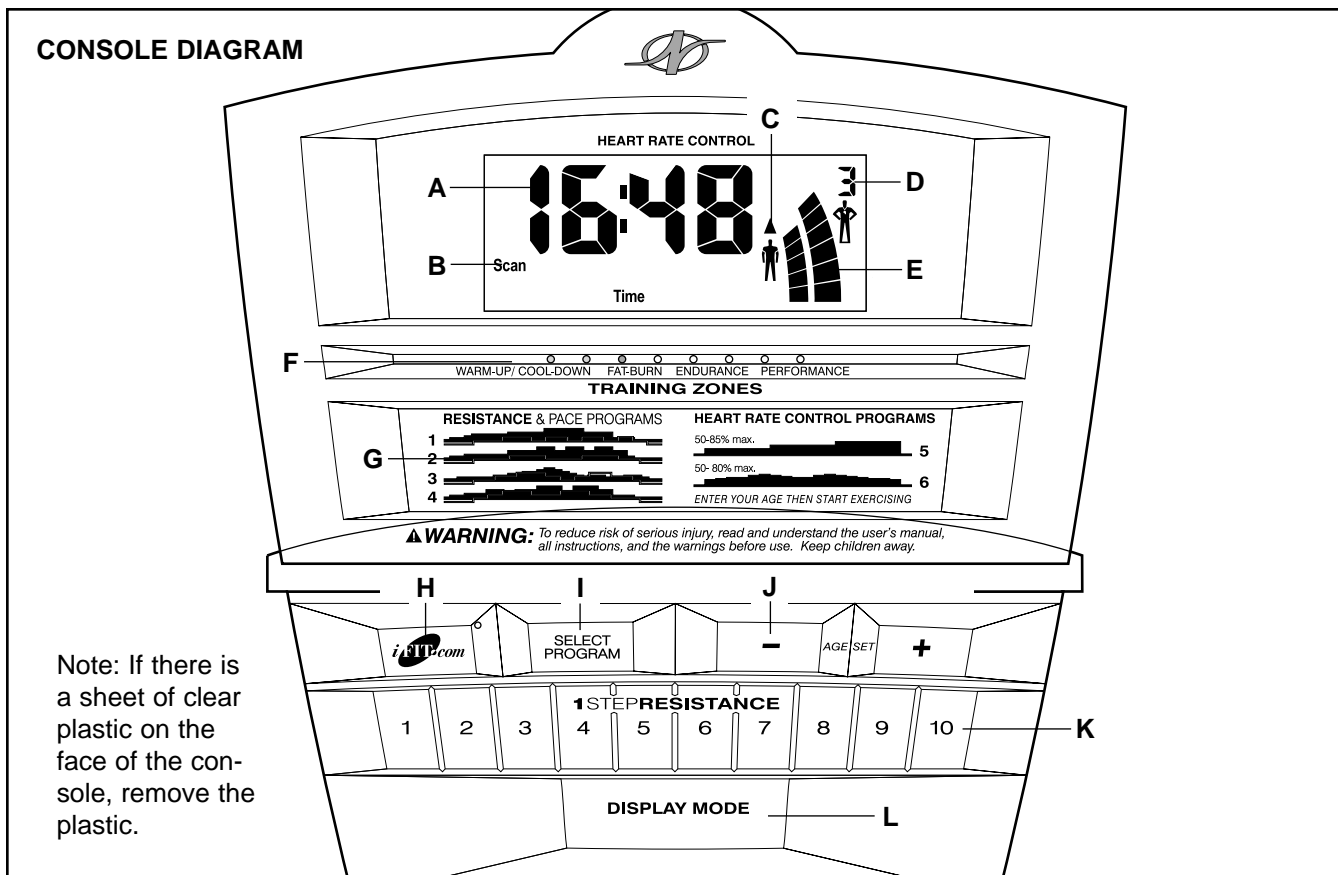 CONSOLE DIAGRAM
C
HEART RATE CONTROL
A
16:48
3
D
B
Scan
E
Time
F
WARM-UP/ COOL-DOWN FAT-BURN ENDURANCE PERFORMANCE
TRAINING ZONES
RESISTANCE & PACE PROGRAMS
HEART RATE CONTROL PROGRAMS
1
50-85% max.
5
G
2
3
50- 80% max.
6
4
ENTER YOUR AGE THEN START EXERCISING
WARNING: To reduce risk of serious injury, read and understand the user's manual,
all instructions, and the warnings before use. Keep children away.
H
I
J
iFIT.com
SELECT
PROGRAM
–
AGE SET
+
Note: If there is
a sheet of clear
plastic on the
face of the con-
sole, remove the
plastic.
1STEPRESISTANCE
1 2 3 4 5 6 7 8 9 10
K
DISPLAY MODE
L